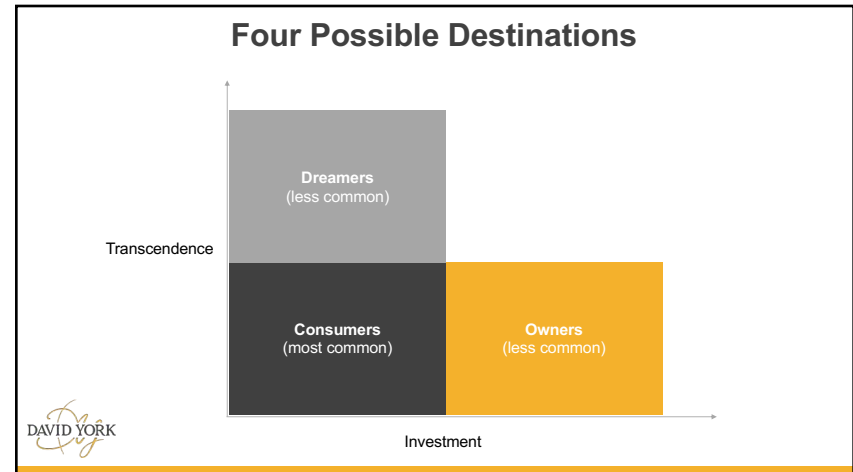 Four Possible Destinations
Dreamers
(less common)
Transcendence
Consumers
(most common)
Owners
(less common)
DAVID YORK
Investment